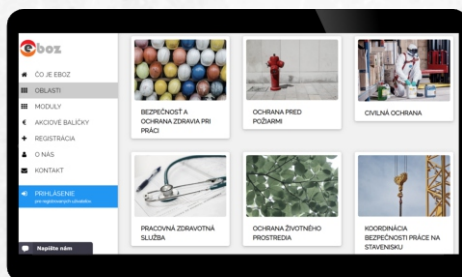 eboz
ČO JE EBOZ
OBLASTI
MODULY
AKCIOVÉ BALÍČKY
REGISTRÁCIA
O NÁS
KONTAKT
PRIHLÁSENIE
pre registrovaných užívateľov
Napíšte nám
BEZPEČNOSŤ A
OCHRANA ZDRAVIA PRI
PRÁCI
OCHRANA PRED
POŽIARMI
CIVILNÁ OCHRANA
PRACOVNÁ ZDRAVOTNÁ
SLUŽBA
OCHRANA ŽIVOTNÉHO
PROSTREDIA
KOORDINÁCIA
BEZPEČNOSTI PRÁCE NA
STAVENISKU